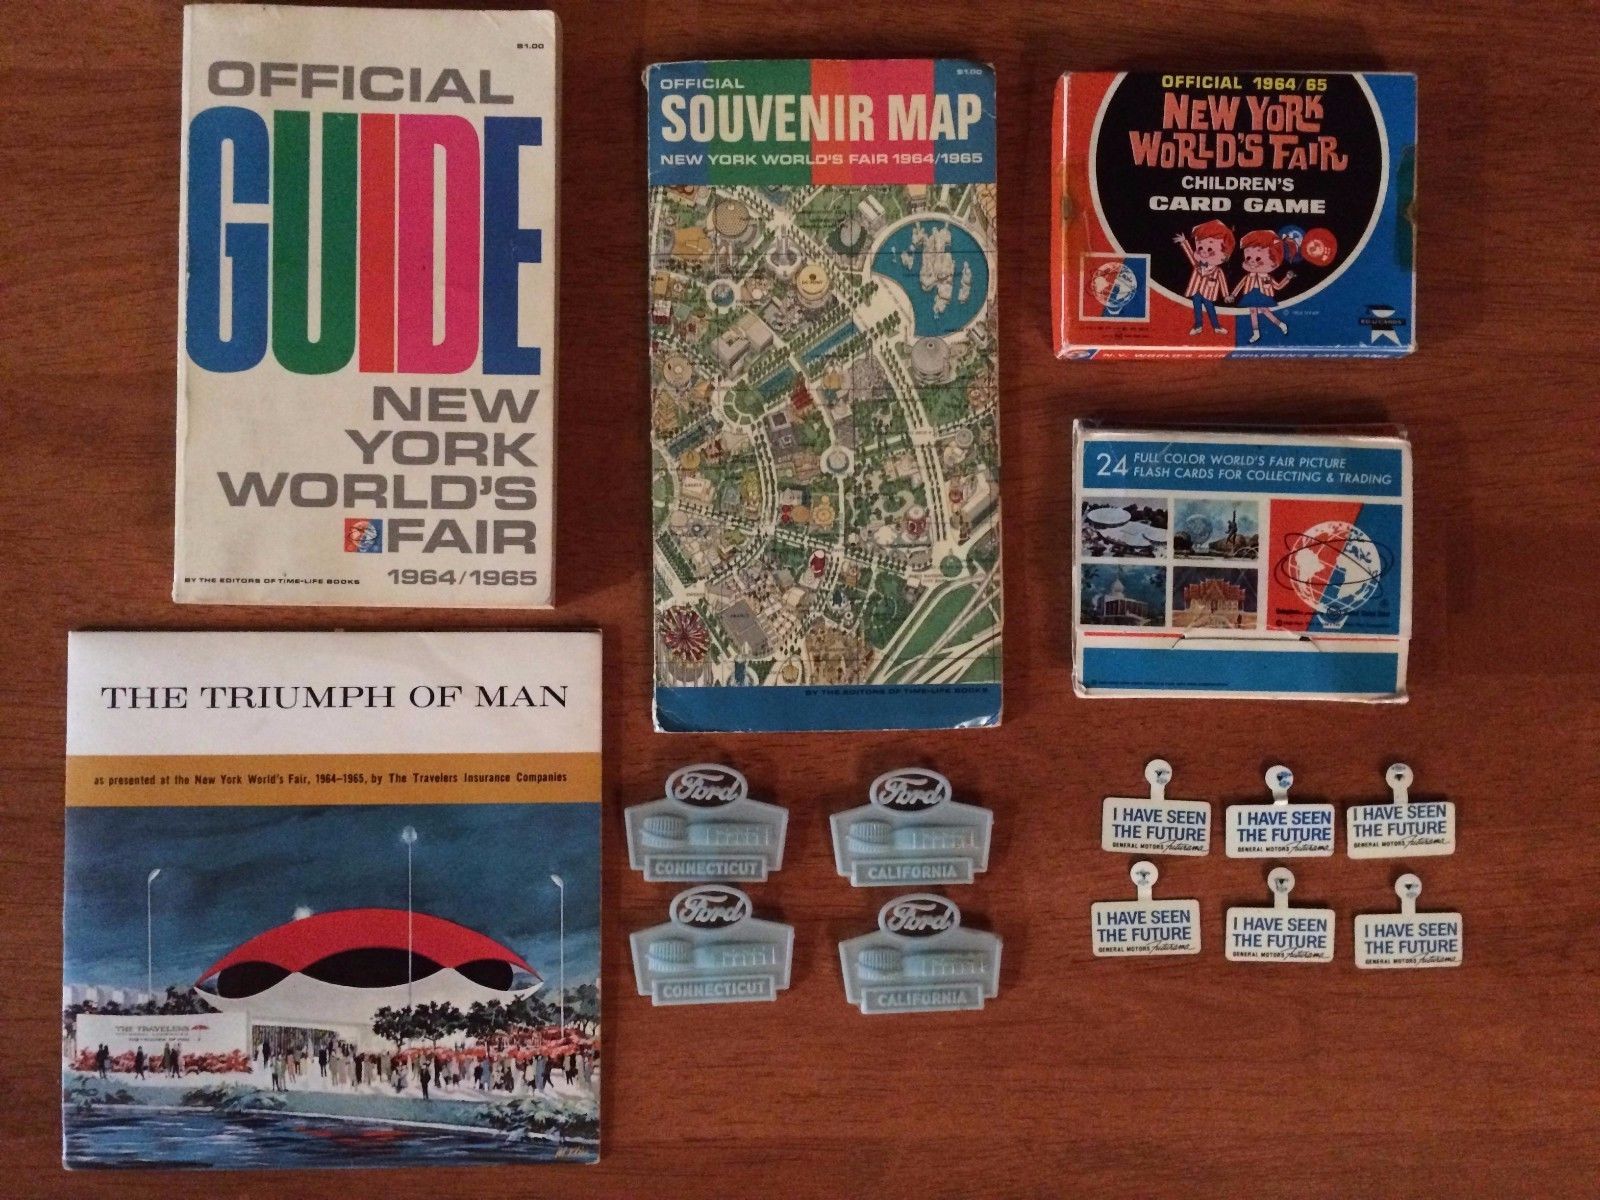 $1.00
OFFICIAL
GUIDE
NEW
YORK
WORLD'S
FAIR
BY THE EDITORS OF TIME-LIFE BOOKS
1964/1965
OFFICIAL
$1.00
SOUVENIR MAP
NEW YORK WORLD'S FAIR 1964/1965
BY THE EDITORS OF TIME-LIFE BOOKS
OFFICIAL 1964/65
NEW YORK
WORLD'S FAIR
CHILDREN'S
CARD GAME
ED-U-CARDS
N.Y. WORLD'S FAIR CHILDREN'S CARD GAME
24 FULL COLOR WORLD'S FAIR PICTURE
FLASH CARDS FOR COLLECTING & TRADING
THE TRIUMPH OF MAN
as presented at the New York World's Fair, 1964-1965, by The Travelers Insurance Companies
THE TRAVELERS
Ford
CONNECTICUT
Ford
CALIFORNIA
Ford
CONNECTICUT
Ford
CALIFORNIA
I HAVE SEEN
THE FUTURE
GENERAL MOTORS Futurama
I HAVE SEEN
THE FUTURE
GENERAL MOTORS Futurama
I HAVE SEEN
THE FUTURE
GENERAL MOTORS Futurama
I HAVE SEEN
THE FUTURE
GENERAL MOTORS Futurama
I HAVE SEEN
THE FUTURE
GENERAL MOTORS Futurama
I HAVE SEEN
THE FUTURE
GENERAL MOTORS Futurama